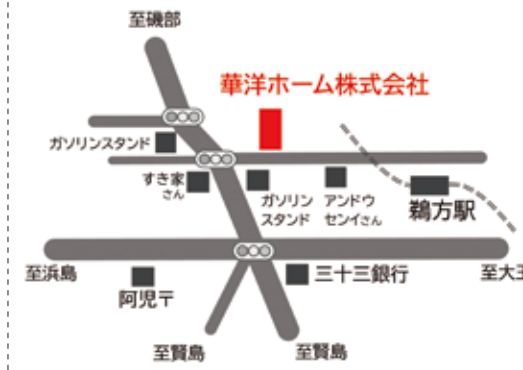 至磯部
華洋ホーム株式会社
ガソリンスタンド
すき家
さん
ガソリン
スタンド
アンドウ
センイさん
鵜方駅
至浜島
阿児〒
三十三銀行
至大王
至賢島
至賢島